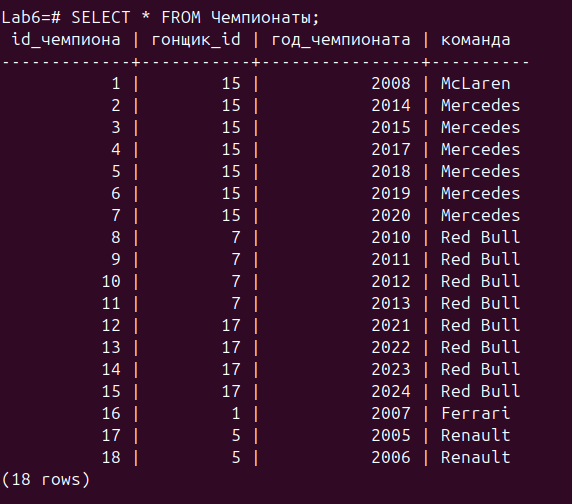 Lab6=# SELECT * FROM Чемпионаты;
 id_чемпиона | гонщик_id | год_чемпионата | команда
-------------+-----------+----------------+----------
           1 |        15 |           2008 | McLaren
           2 |        15 |           2014 | Mercedes
           3 |        15 |           2015 | Mercedes
           4 |        15 |           2017 | Mercedes
           5 |        15 |           2018 | Mercedes
           6 |        15 |           2019 | Mercedes
           7 |        15 |           2020 | Mercedes
           8 |         7 |           2010 | Red Bull
           9 |         7 |           2011 | Red Bull
          10 |         7 |           2012 | Red Bull
          11 |         7 |           2013 | Red Bull
          12 |        17 |           2021 | Red Bull
          13 |        17 |           2022 | Red Bull
          14 |        17 |           2023 | Red Bull
          15 |        17 |           2024 | Red Bull
          16 |         1 |           2007 | Ferrari
          17 |         5 |           2005 | Renault
          18 |         5 |           2006 | Renault
(18 rows)